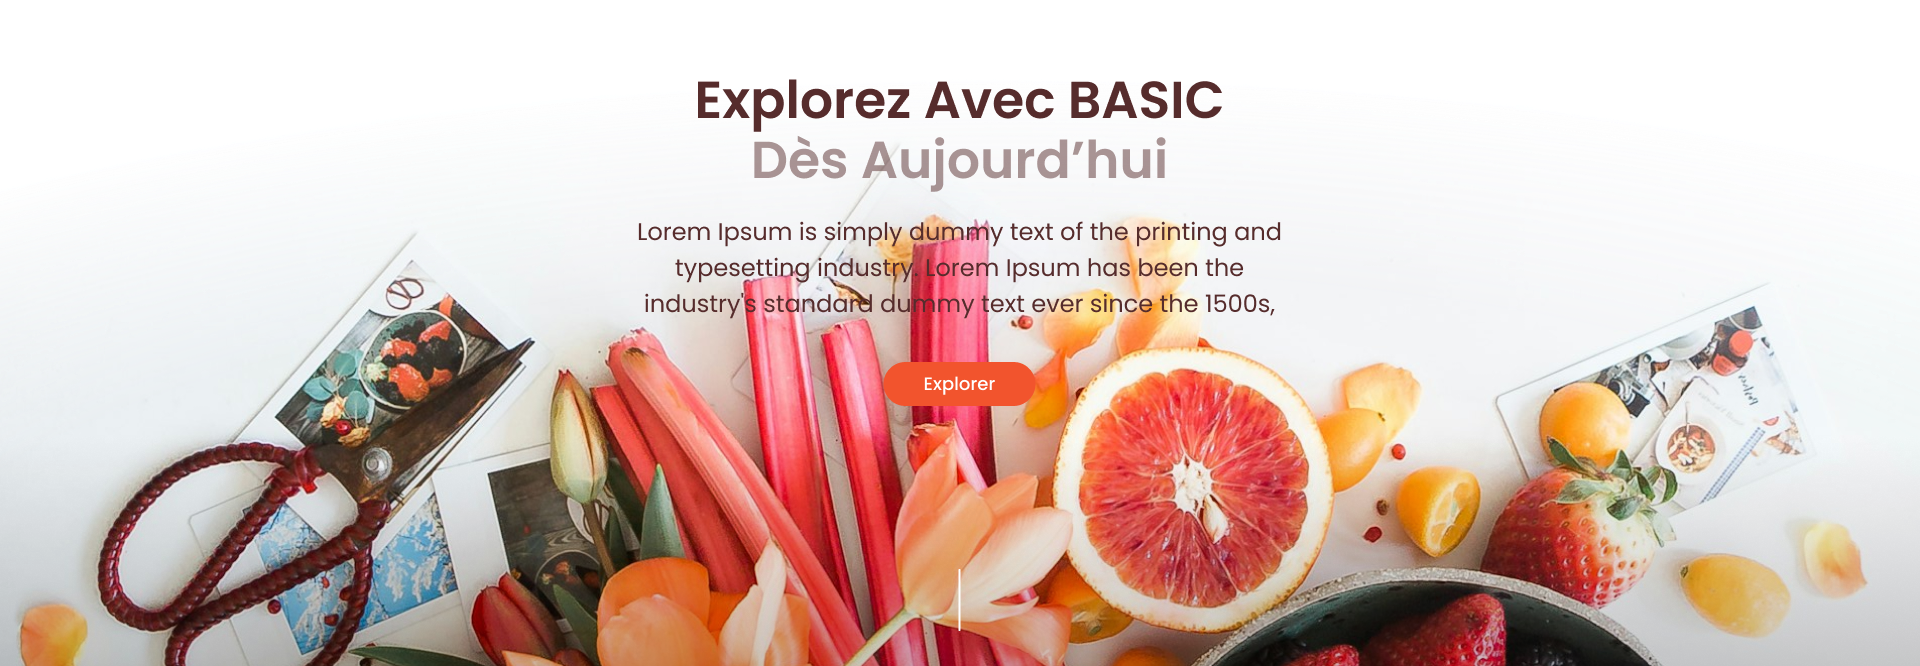 Explorez Avec BASIC
Dès Aujourd’hui
Lorem Ipsum is simply dummy text of the printing and
typesetting industry. Lorem Ipsum has been the
industry's standard dummy text ever since the 1500s,
Explorer